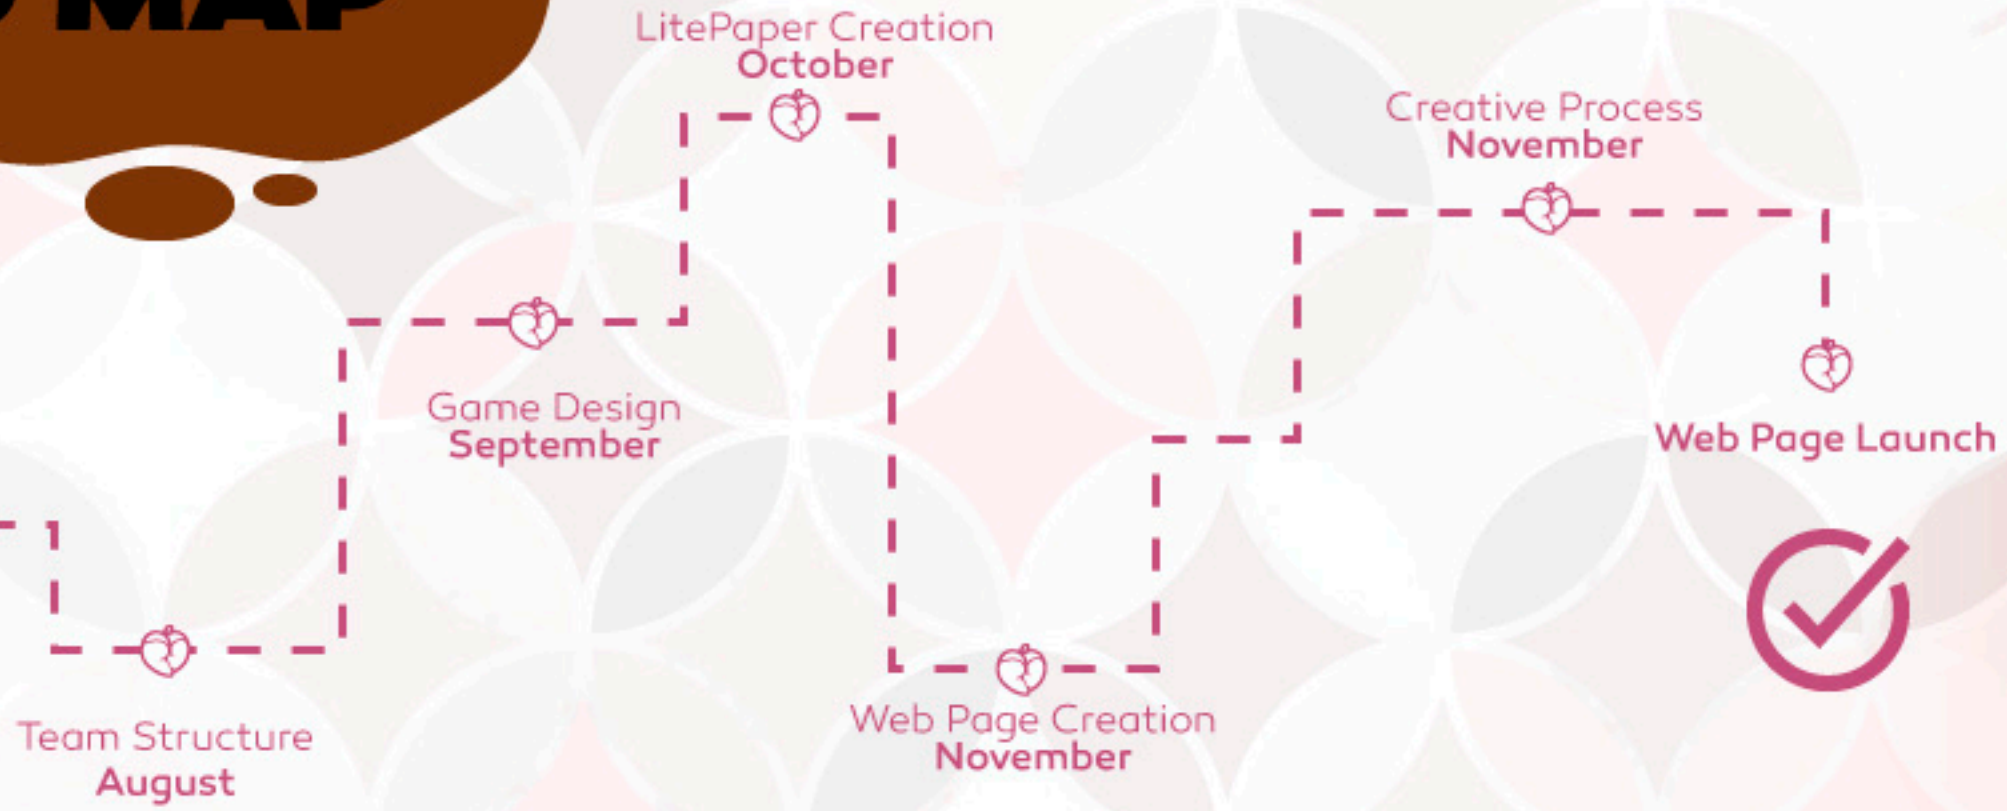 MAP
LitePaper Creation
October
Creative Process
November
Game Design
September
Web Page Launch
Team Structure
August
Web Page Creation
November